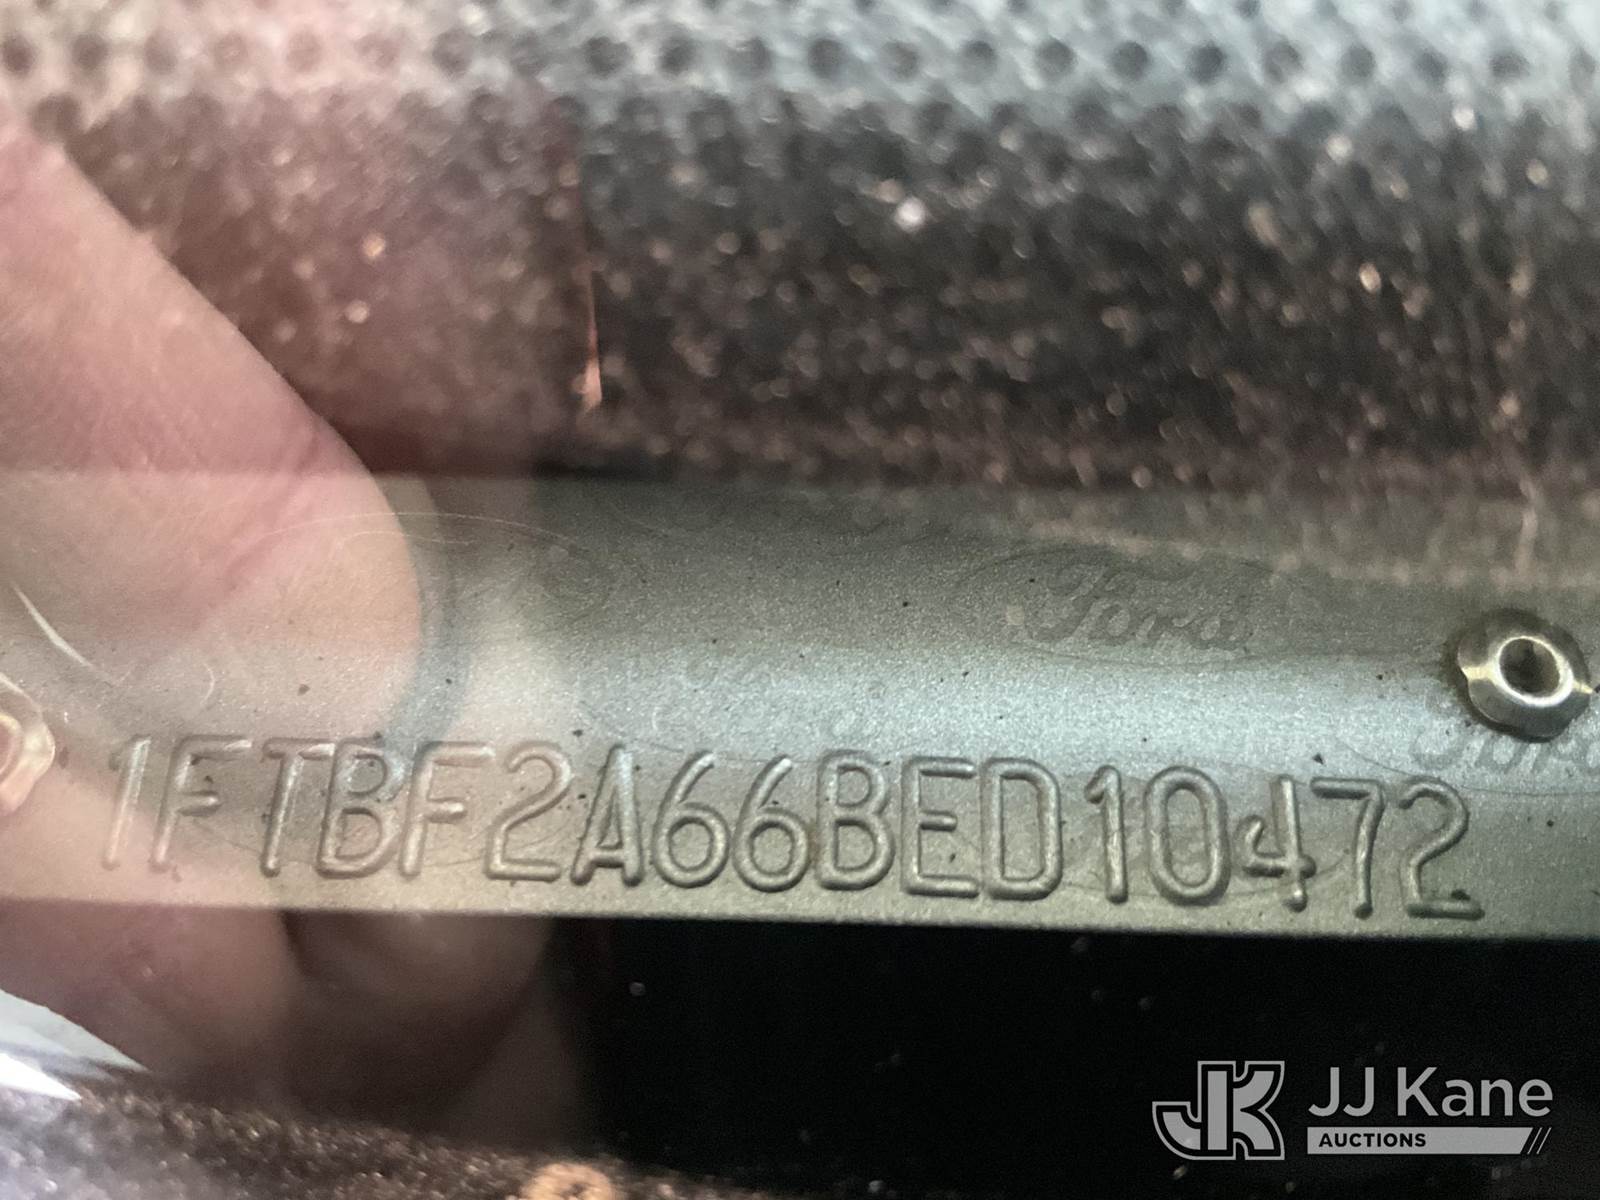 Ford
1FTBF2A66BED10472
JJ Kane
AUCTIONS